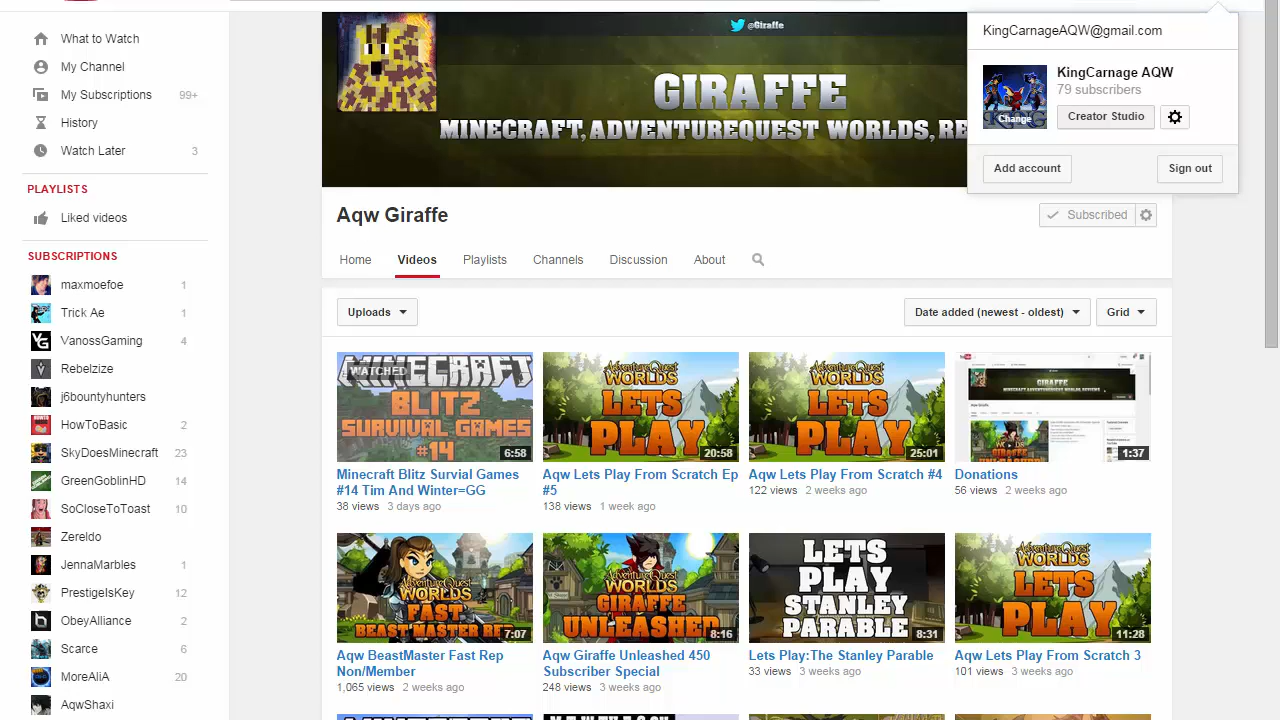 What to Watch
My Channel
My Subscriptions 99+
History
Watch Later 3
PLAYLISTS
Liked videos
SUBSCRIPTIONS
maxmoefoe 1
Trick Ae 1
VanossGaming 4
Rebelzize
j6bountyhunters
HowToBasic 2
SkyDoesMinecraft 23
GreenGoblinHD 14
SoCloseToToast 10
Zereldo
JennaMarbles 1
PrestigeIsKey 12
ObeyAlliance 2
Scarce 6
MoreAliA 20
AqwShaxi
@Giraffe
GIRAFFE
MINECRAFT, ADVENTUREQUEST WORLDS, RE
KingCarnageAQW@gmail.com
KingCarnage AQW
79 subscribers
Change
Creator Studio
Add account Sign out
Aqw Giraffe
Subscribed
Home Videos Playlists Channels Discussion About
Uploads Date added (newest - oldest) Grid
WATCHED
MINECRAFT
BLITZ
SURVIVAL GAMES
#14
6:58
AdventureQuest
WORLDS
LETS
PLAY
20:58
AdventureQuest
WORLDS
LETS
PLAY
25:01
GIRAFFE
1:37
Minecraft Blitz Survial Games
#14 Tim And Winter=GG
38 views 3 days ago
Aqw Lets Play From Scratch Ep
#5
138 views 1 week ago
Aqw Lets Play From Scratch #4
122 views 2 weeks ago
Donations
56 views 2 weeks ago
AdventureQuest
WORLDS
FAST
BEAST MASTER REP
7:07
AdventureQuest
WORLDS
GIRAFFE
UNLEASHED
8:16
LETS
PLAY
STANLEY
PARABLE
8:31
AdventureQuest
WORLDS
LETS
PLAY
11:28
Aqw BeastMaster Fast Rep
Non/Member
1,065 views 2 weeks ago
Aqw Giraffe Unleashed 450
Subscriber Special
248 views 3 weeks ago
Lets Play:The Stanley Parable
33 views 3 weeks ago
Aqw Lets Play From Scratch 3
101 views 3 weeks ago